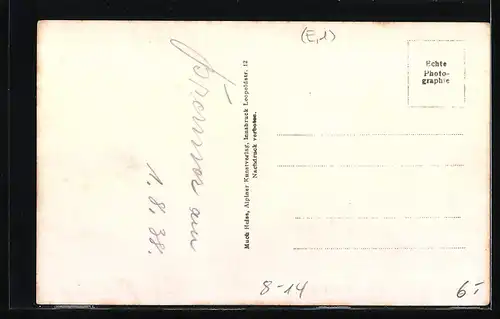 (E,1)
Echte
Photo-
graphie
Much Heiss, Alpiner Kunstverlag, Innsbruck Leopoldstr. 12
Nachdruck verboten.
am
1. 8. 38.
8-14
6,-